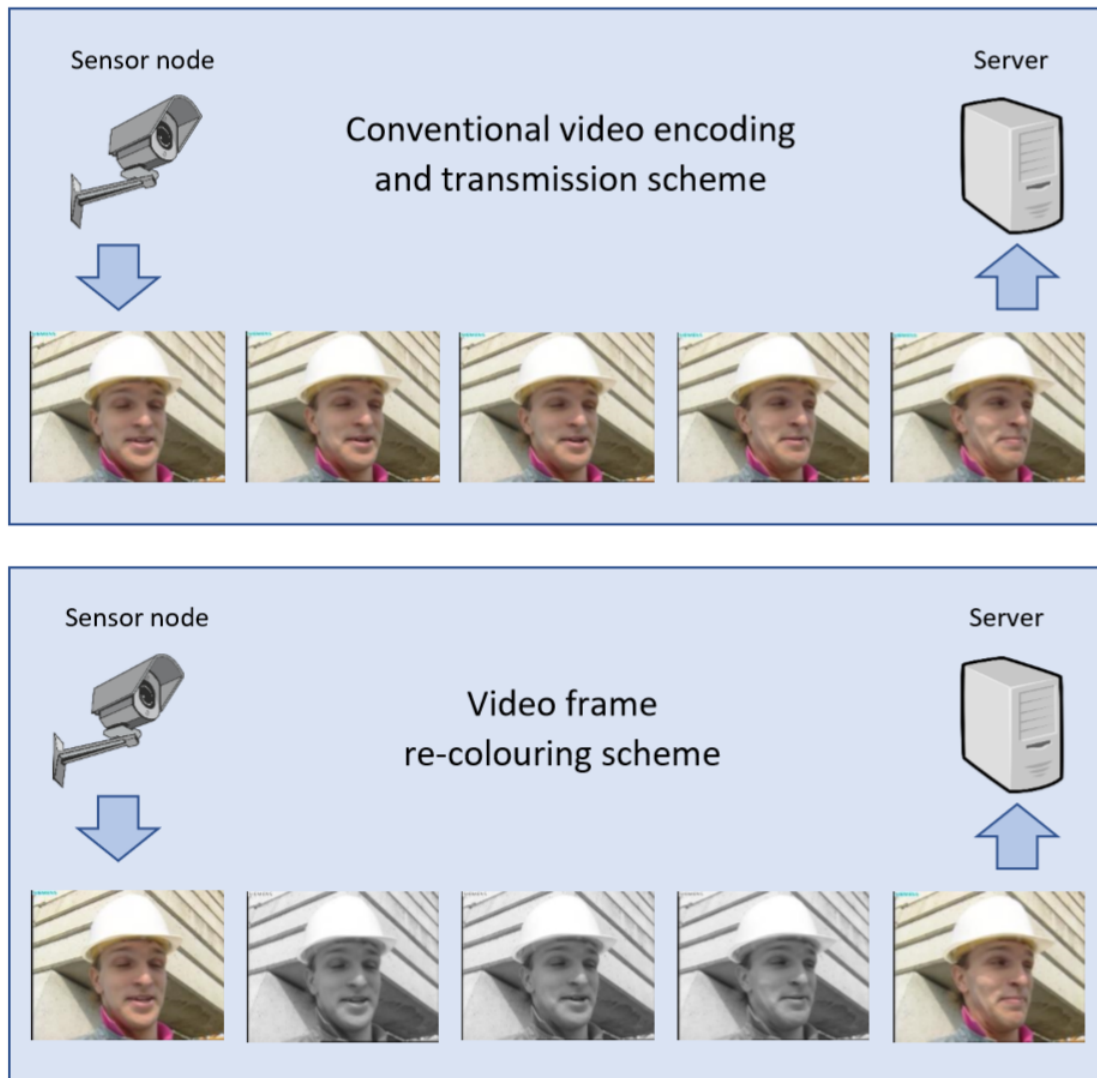 Sensor node
Server
Conventional video encoding
and transmission scheme
Sensor node
Server
Video frame
re-colouring scheme